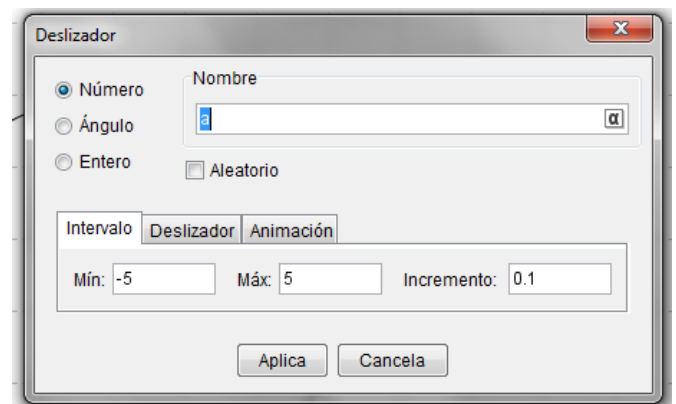 Deslizador
Número
Ángulo
Entero
Nombre
a
α
Aleatorio
Intervalo Deslizador Animación
Mín: -5 Máx: 5 Incremento: 0.1
Aplica Cancela